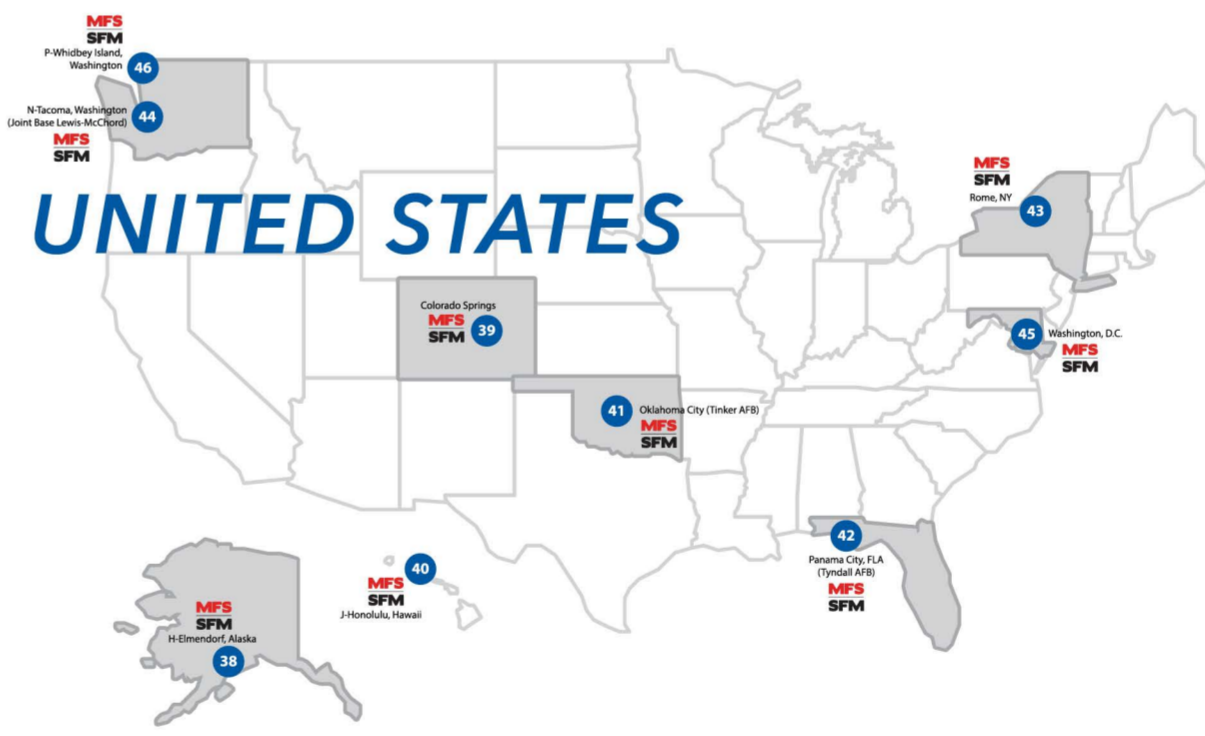 MFS
SFM
P-Whidbey Island,
Washington
46
N-Tacoma, Washington
(Joint Base Lewis-McChord)
44
MFS
SFM
UNITED STATES
MFS
SFM
Rome, NY
43
Colorado Springs
MFS
SFM
39
45
Washington, D.C.
MFS
SFM
41
Oklahoma City (Tinker AFB)
MFS
SFM
42
Panama City, FLA
(Tyndall AFB)
MFS
SFM
40
MFS
SFM
J-Honolulu, Hawaii
MFS
SFM
H-Elmendorf, Alaska
38